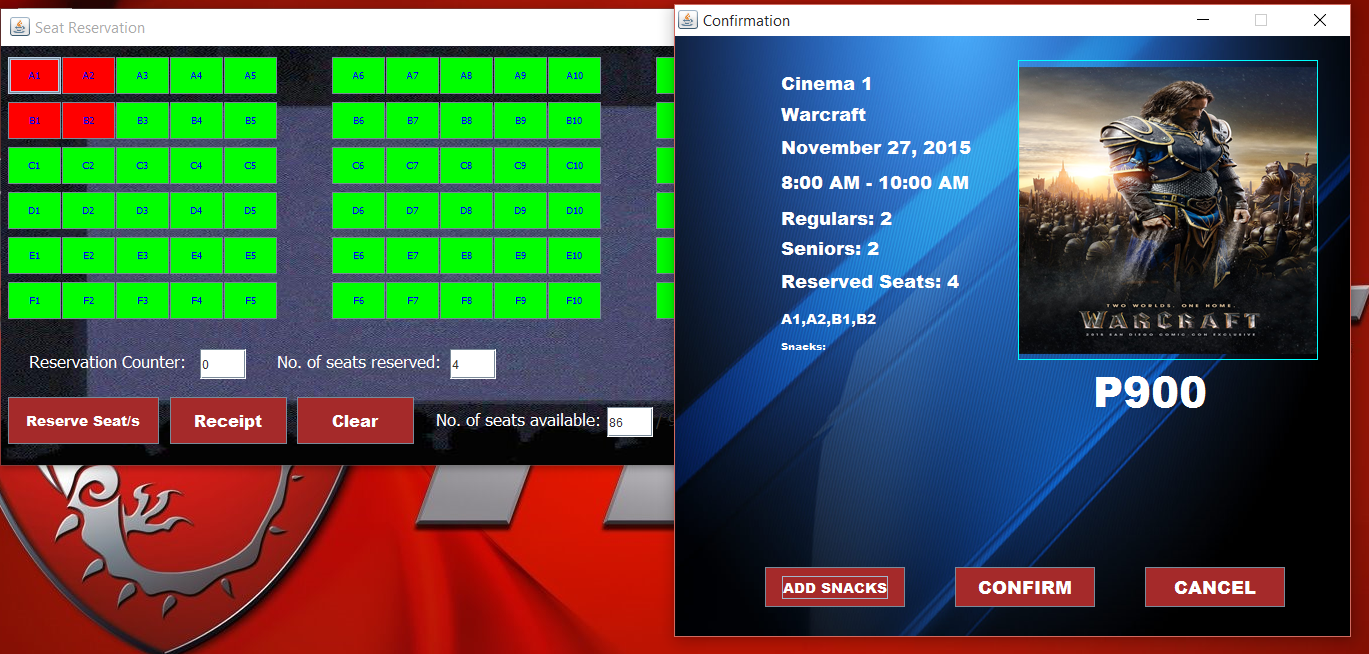 Seat Reservation
A1 A2 A3 A4 A5 A6 A7 A8 A9 A10
B1 B2 B3 B4 B5 B6 B7 B8 B9 B10
C1 C2 C3 C4 C5 C6 C7 C8 C9 C10
D1 D2 D3 D4 D5 D6 D7 D8 D9 D10
E1 E2 E3 E4 E5 E6 E7 E8 E9 E10
F1 F2 F3 F4 F5 F6 F7 F8 F9 F10
Reservation Counter: 0 No. of seats reserved: 4
Reserve Seat/s Receipt Clear No. of seats available: 86
Confirmation
Cinema 1
Warcraft
November 27, 2015
8:00 AM - 10:00 AM
Regulars: 2
Seniors: 2
Reserved Seats: 4
A1,A2,B1,B2
Snacks:
TWO WORLDS. ONE HOME.
WARCRAFT
2015 SAN DIEGO COMIC-CON EXCLUSIVE
P900
ADD SNACKS CONFIRM CANCEL